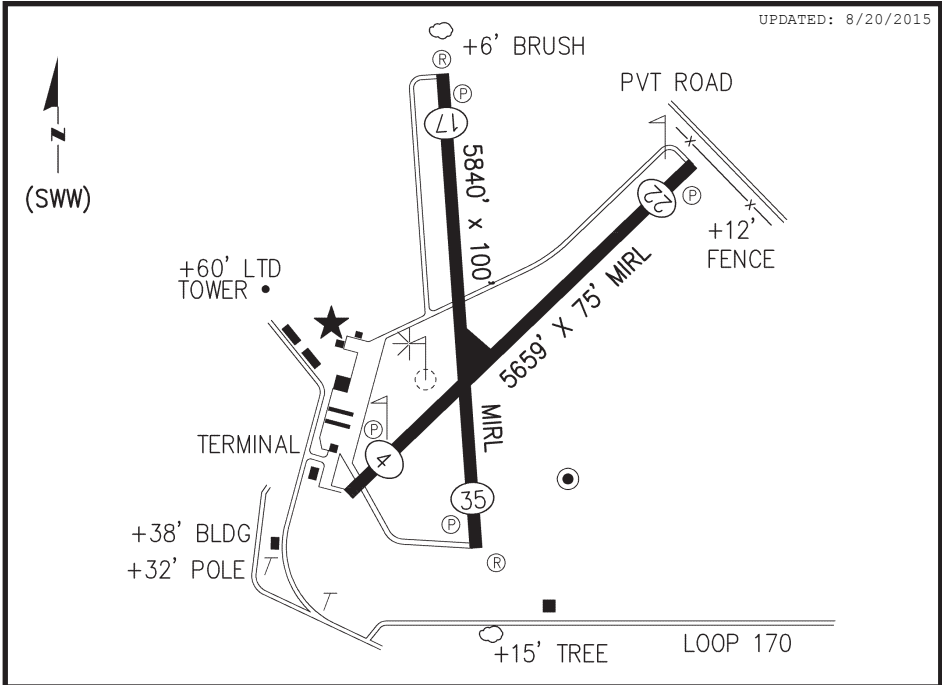 UPDATED: 8/20/2015
+6' BRUSH
R
P
17
PVT ROAD
N
(SWW)
5840' x 100'
22
P
+12'
FENCE
+60' LTD
TOWER
5659' X 75' MIRL
MIRL
P
4
TERMINAL
35
P
R
+38' BLDG
+32' POLE
+15' TREE
LOOP 170